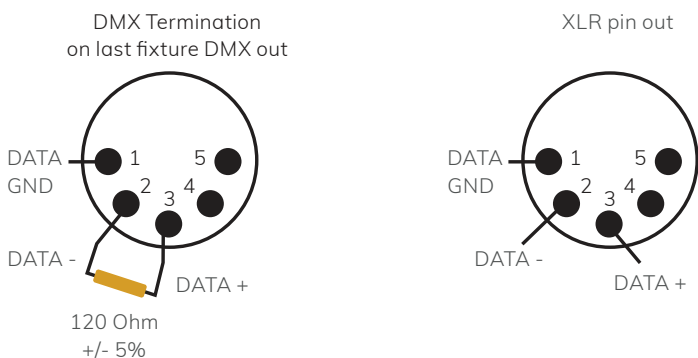 DMX Termination
on last fixture DMX out
DATA
GND
1
2
3
4
5
DATA -
DATA +
120 Ohm
+/- 5%
XLR pin out
DATA
GND
1
2
3
4
5
DATA -
DATA +